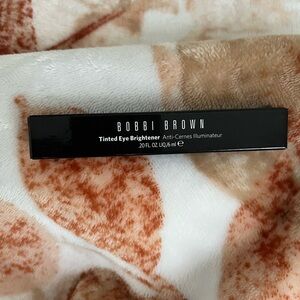 BOBBI BROWN
Tinted Eye Brightener Anti-Cernes Illuminateur
.20 FL. OZ. LIQ./6 ml ℮